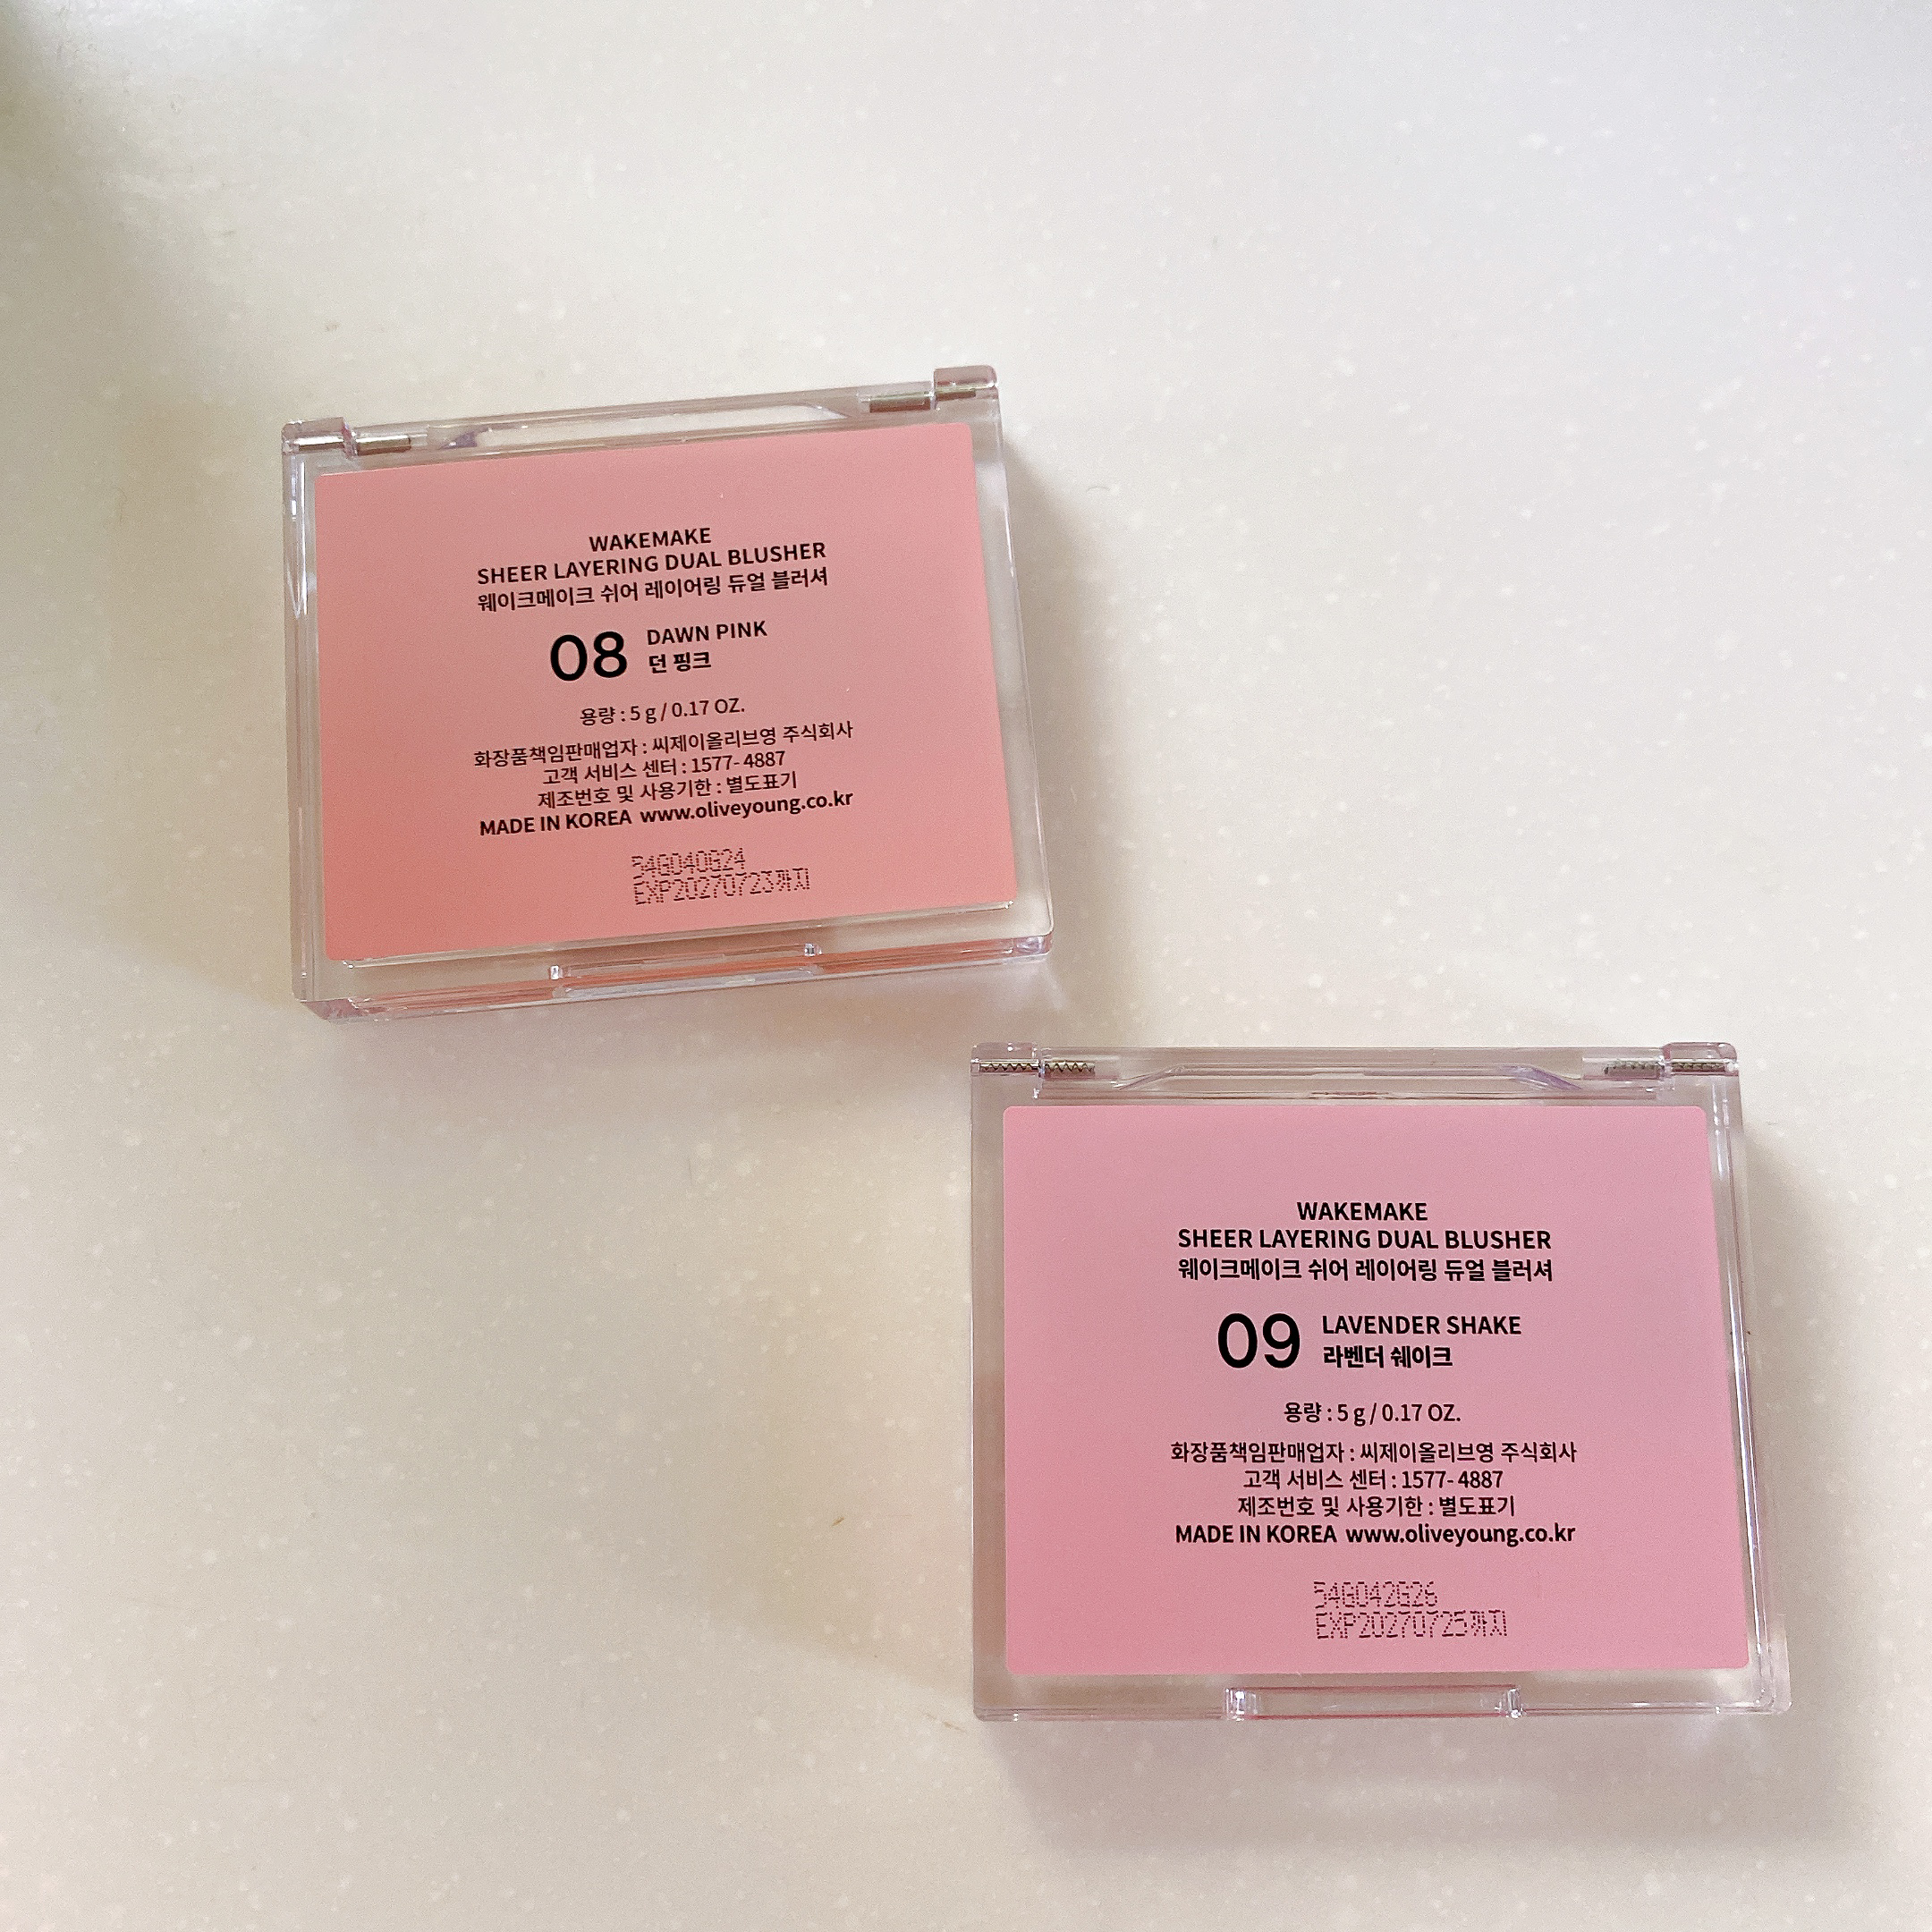 WAKEMAKE
SHEER LAYERING DUAL BLUSHER
웨이크메이크 쉬어 레이어링 듀얼 블러셔
08 DAWN PINK
던 핑크
용량 : 5 g / 0.17 OZ.
화장품책임판매업자 : 씨제이올리브영 주식회사
고객 서비스 센터 : 1577- 4887
제조번호 및 사용기한 : 별도표기
MADE IN KOREA www.oliveyoung.co.kr
54G040G24
EXP20270723까지
WAKEMAKE
SHEER LAYERING DUAL BLUSHER
웨이크메이크 쉬어 레이어링 듀얼 블러셔
09 LAVENDER SHAKE
라벤더 쉐이크
용량 : 5 g / 0.17 OZ.
화장품책임판매업자 : 씨제이올리브영 주식회사
고객 서비스 센터 : 1577- 4887
제조번호 및 사용기한 : 별도표기
MADE IN KOREA www.oliveyoung.co.kr
54G042G26
EXP20270725까지